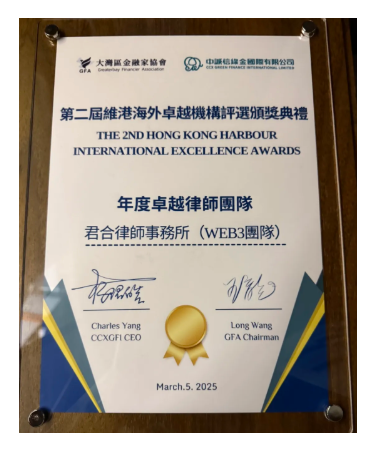 GFA
大灣區金融家協會
Greaterbay Financier Association
中誠信綠金國際有限公司
CCX GREEN FINANCE INTERNATIONAL LIMITED
第二屆維港海外卓越機構評選頒獎典禮
THE 2ND HONG KONG HARBOUR
INTERNATIONAL EXCELLENCE AWARDS
年度卓越律師團隊
君合律師事務所（WEB3團隊）
Charles Yang
CCXGFI CEO
Long Wang
GFA Chairman
March.5. 2025